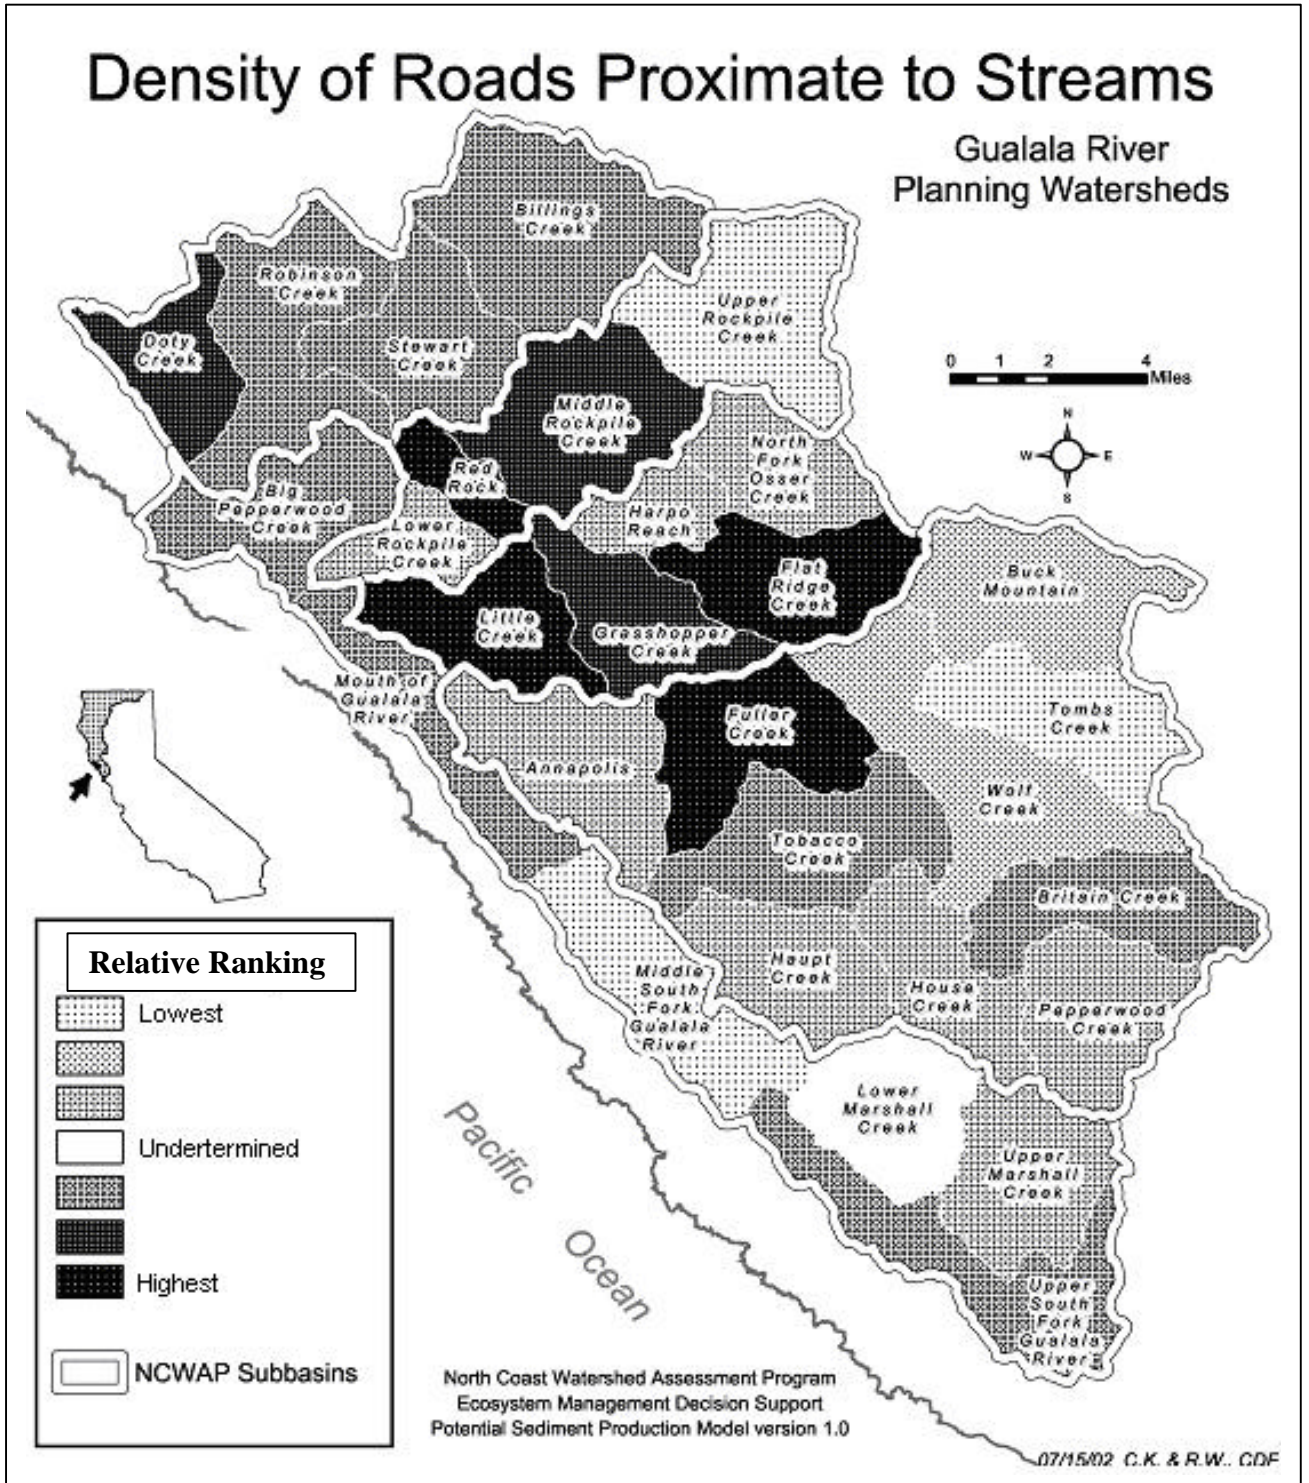 Density of Roads Proximate to Streams
Gualala River
Planning Watersheds
Billings
Creek
Robinson
Creek
Upper
Rockpile
Creek
Doty
Creek
Stewart
Creek
0 1 2 4
Miles
Middle
Rockpile
Creek
N
W E
S
North
Fork
Osser
Creek
Red
Rock
Big
Pepperwood
Creek
Harpo
Reach
Lower
Rockpile
Creek
Flat
Ridge
Creek
Buck
Mountain
Little
Creek
Grasshopper
Creek
Mouth of
Gualala
River
Fuller
Creek
Tombs
Creek
Annapolis
Wolf
Creek
Tobacco
Creek
Britain Creek
Haupt
Creek
Middle
South
Fork
Gualala
River
House
Creek
Pepperwood
Creek
Lower
Marshall
Creek
Upper
Marshall
Creek
Upper
South
Fork
Gualala
River
Relative Ranking
Lowest
Undertermined
Highest
NCWAP Subbasins
Pacific
Ocean
North Coast Watershed Assessment Program
Ecosystem Management Decision Support
Potential Sediment Production Model version 1.0
07/15/02 C.K. & R.W., CDF